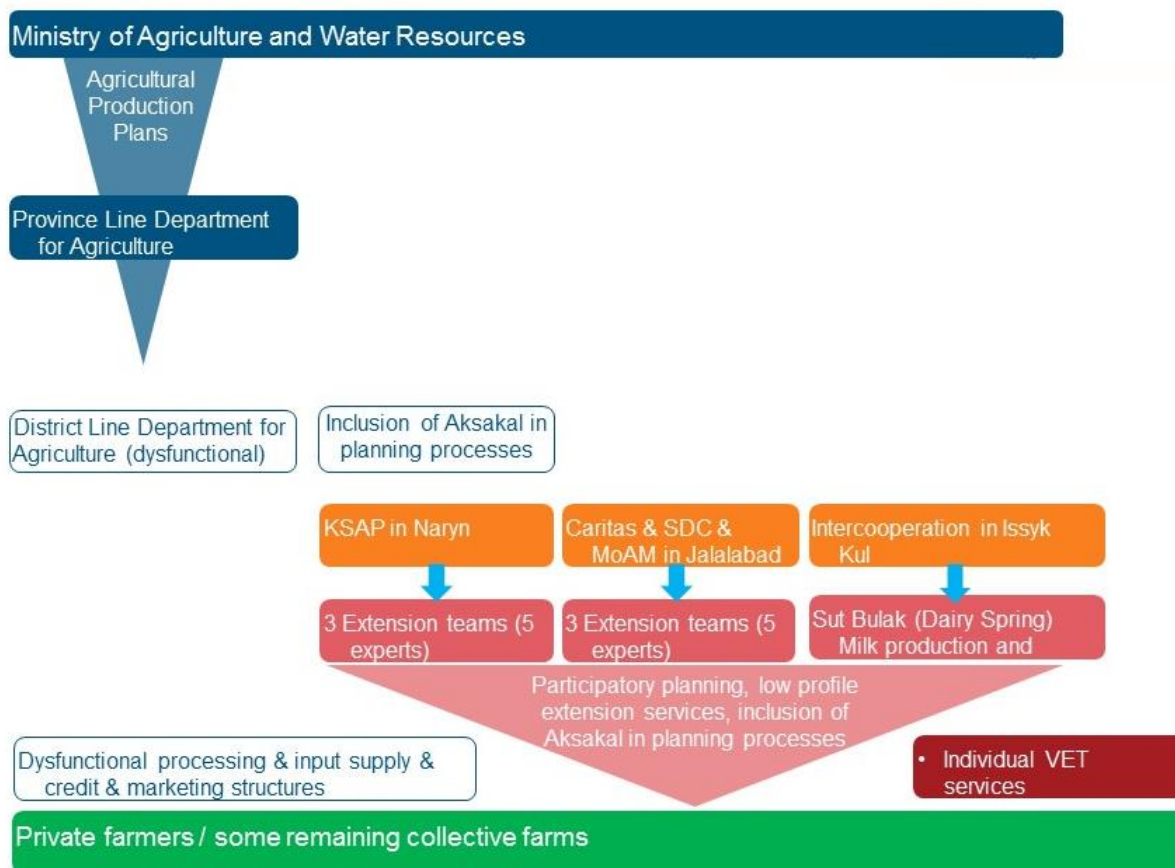 Ministry of Agriculture and Water Resources
Agricultural
Production
Plans
Province Line Department
for Agriculture
District Line Department for
Agriculture (dysfunctional)
Inclusion of Aksakal in
planning processes
KSAP in Naryn
Caritas & SDC &
MoAM in Jalalabad
Intercooperation in Issyk
Kul
3 Extension teams (5
experts)
3 Extension teams (5
experts)
Sut Bulak (Dairy Spring)
Milk production and
Participatory planning, low profile
extension services, inclusion of
Aksakal in planning processes
Dysfunctional processing & input supply &
credit & marketing structures
• Individual VET
services
Private farmers / some remaining collective farms